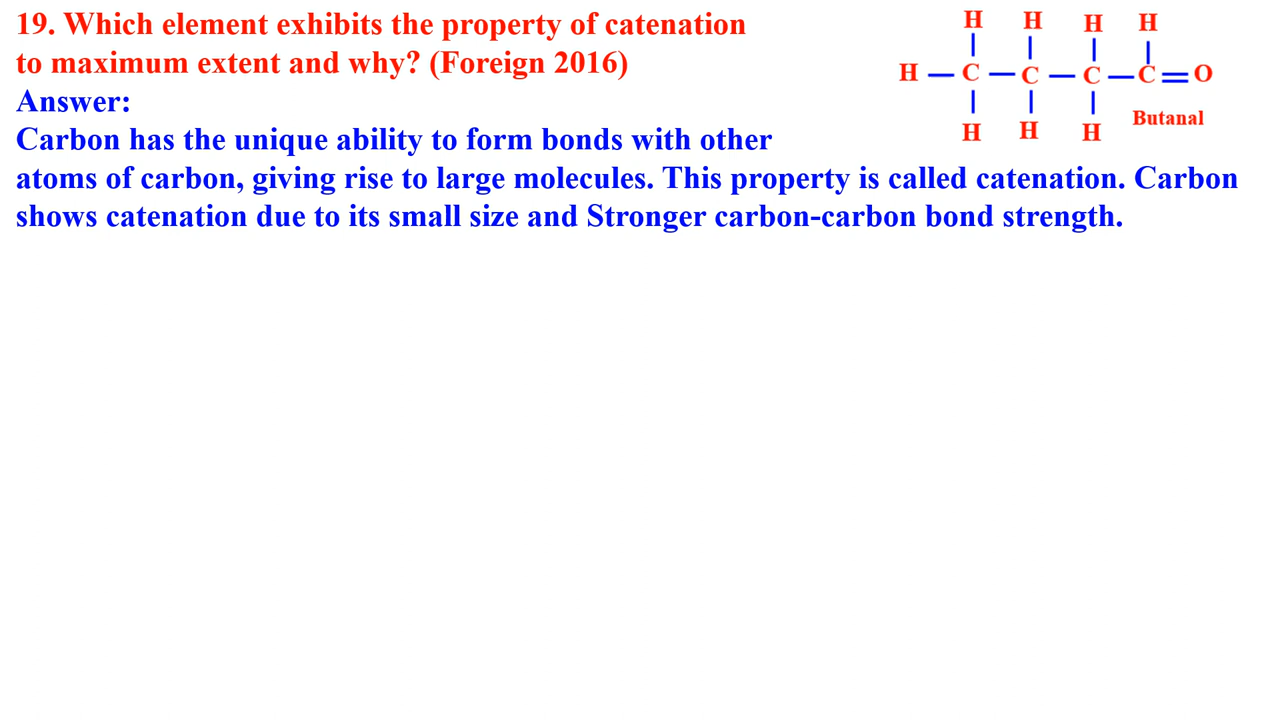 19. Which element exhibits the property of catenation
to maximum extent and why? (Foreign 2016)
Answer:
Carbon has the unique ability to form bonds with other
atoms of carbon, giving rise to large molecules. This property is called catenation. Carbon
shows catenation due to its small size and Stronger carbon-carbon bond strength.
H H H H
H — C — C — C — C = O
H H H
Butanal